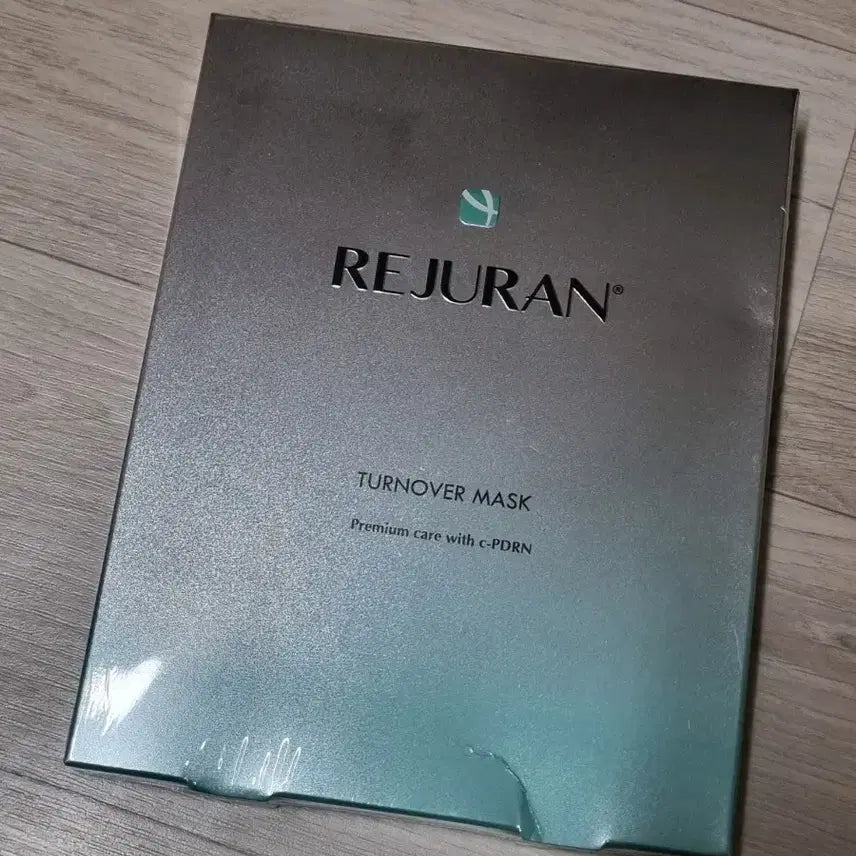 REJURAN®
TURNOVER MASK
Premium care with c-PDRN